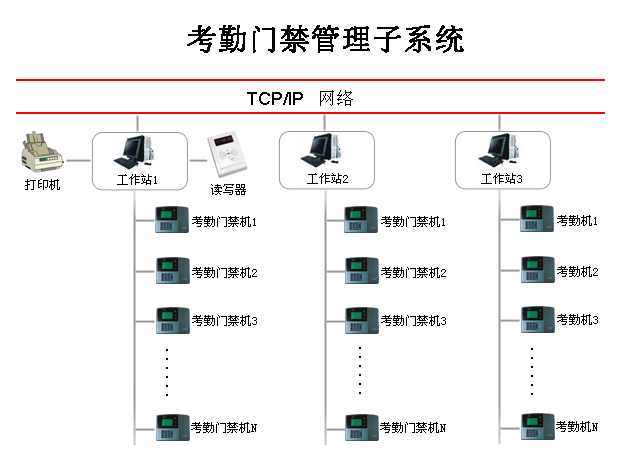 考勤门禁管理子系统
TCP/IP 网络
打印机
工作站1
读写器
工作站2
工作站3
考勤门禁机1
考勤门禁机1
考勤机1
考勤门禁机2
考勤门禁机2
考勤机2
考勤门禁机3
考勤门禁机3
考勤机3
考勤门禁机N
考勤门禁机N
考勤机N